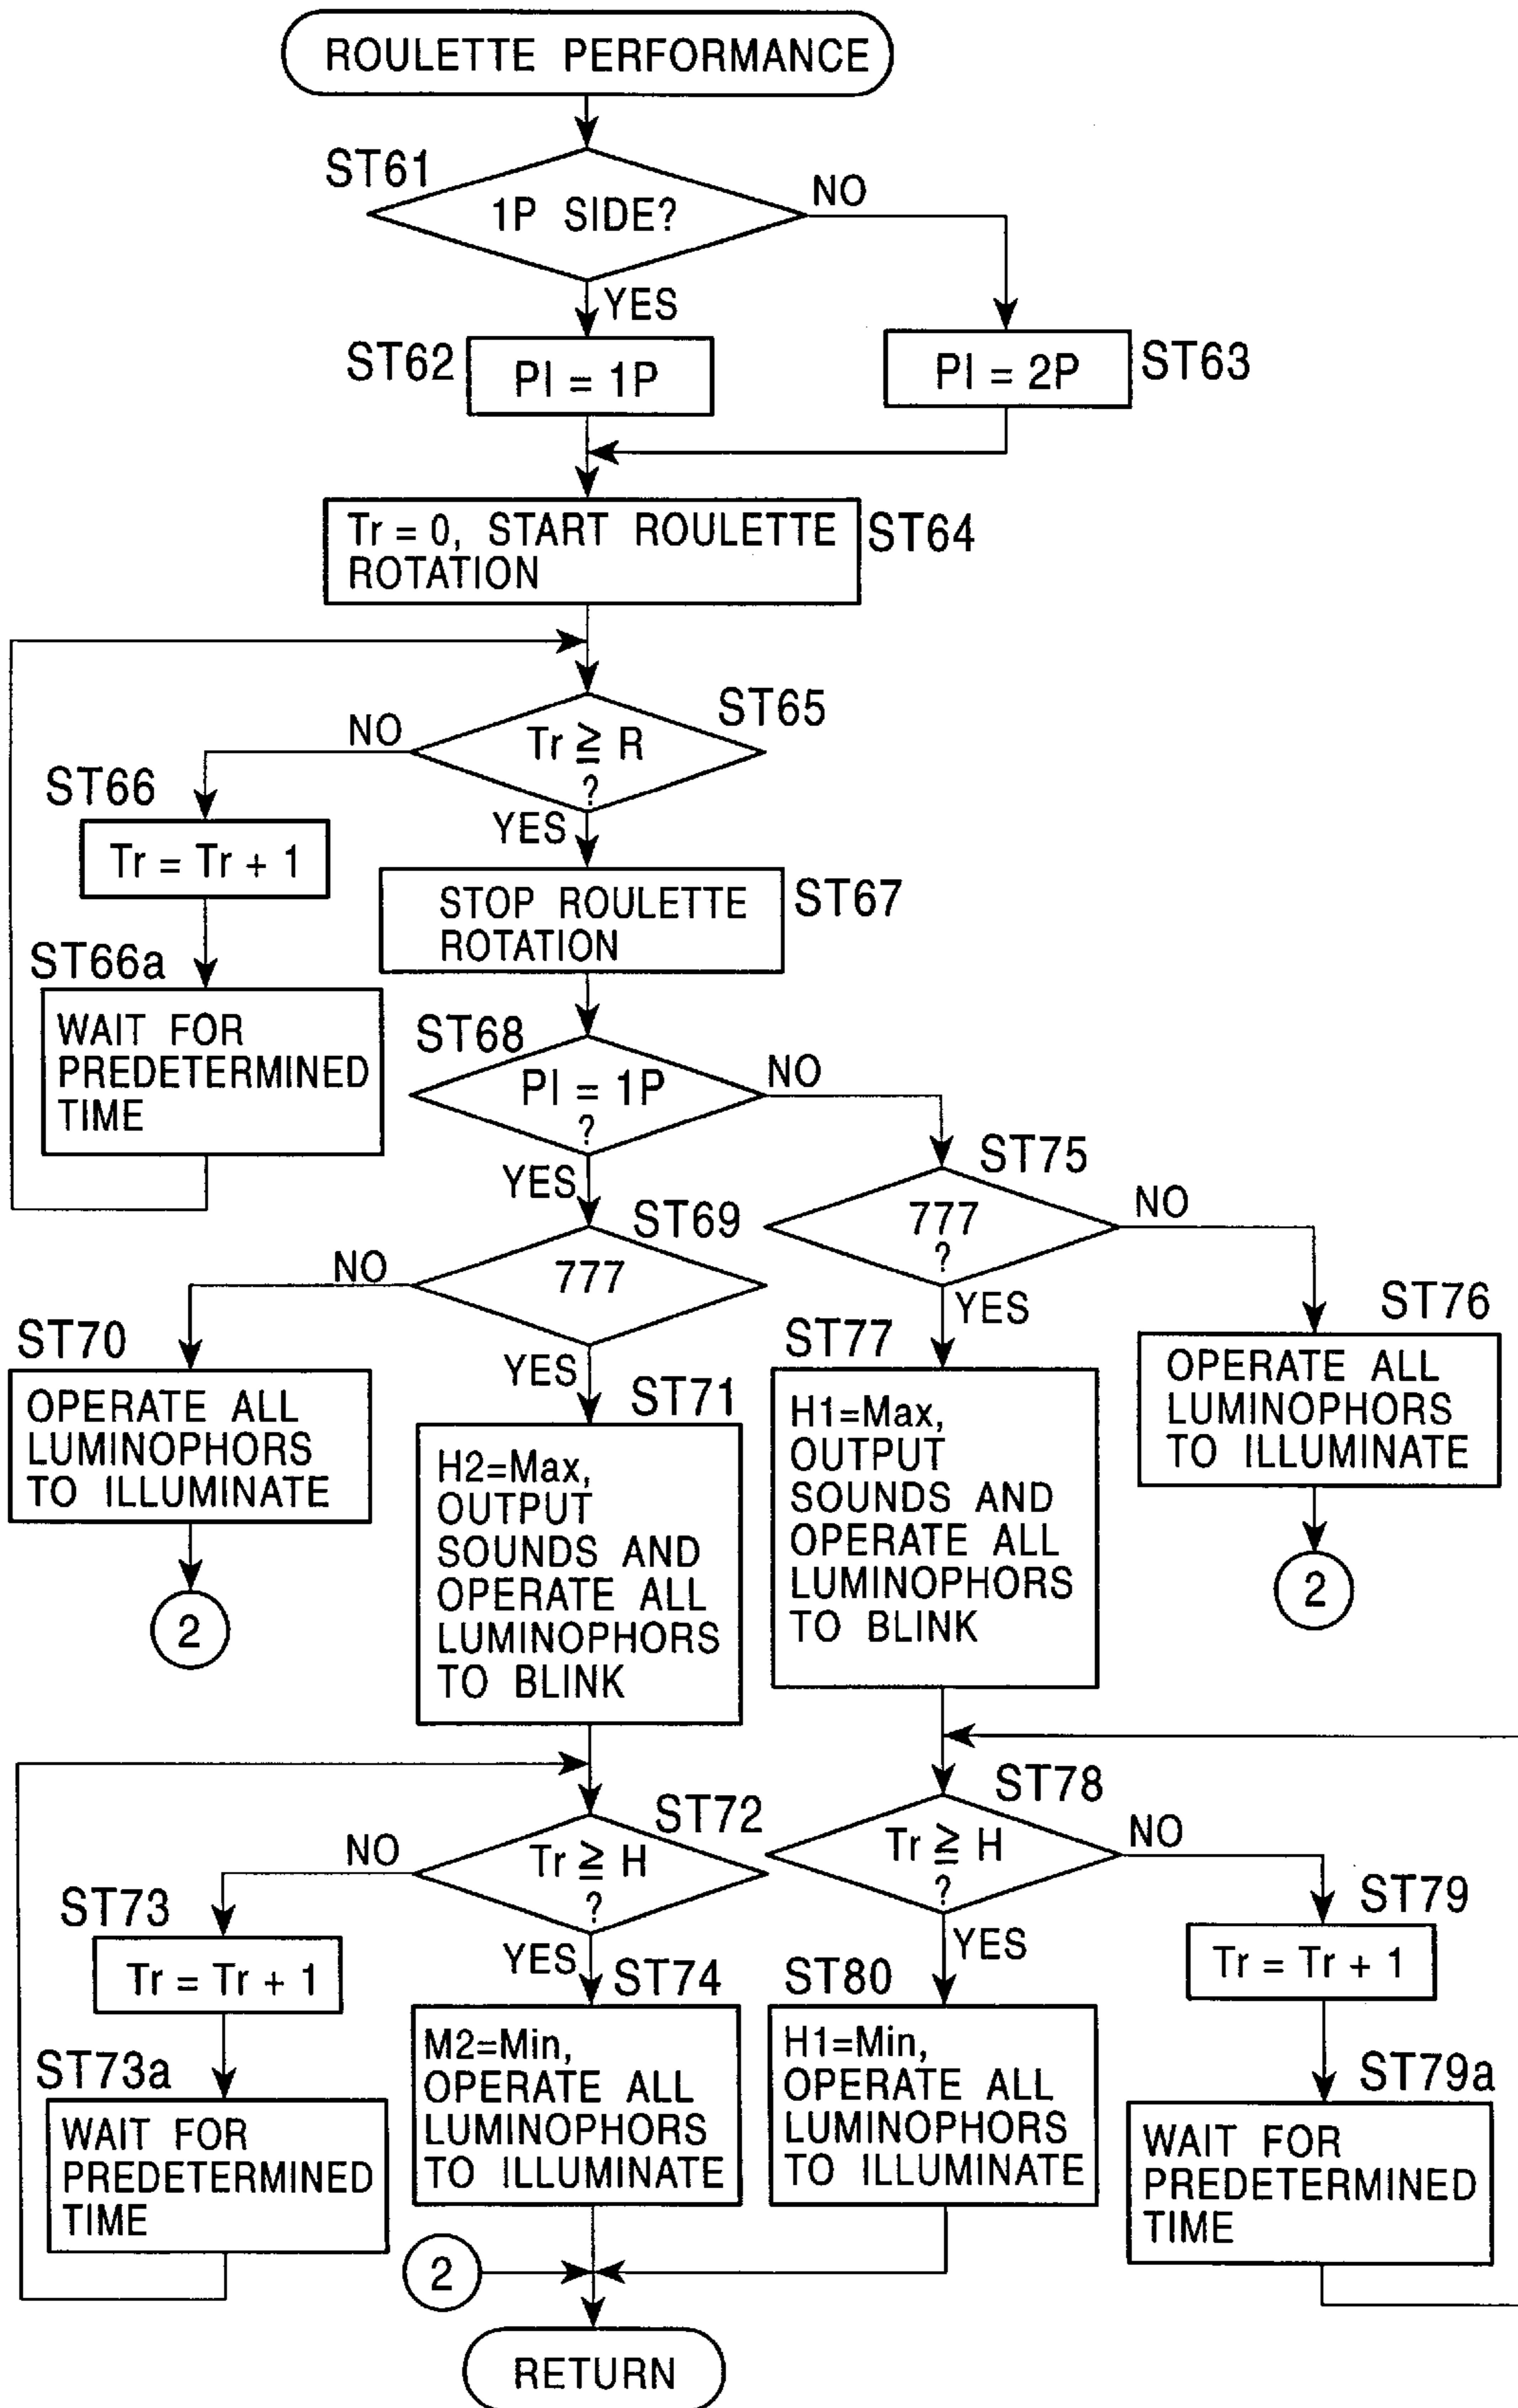 ROULETTE PERFORMANCE
ST61
1P SIDE?
NO
YES
ST62
PI = 1P
PI = 2P
ST63
Tr = 0, START ROULETTE
ROTATION
ST64
ST65
NO
Tr ≧ R
?
ST66
YES
Tr = Tr + 1
STOP ROULETTE
ROTATION
ST67
ST66a
WAIT FOR
PREDETERMINED
TIME
ST68
PI = 1P
?
NO
YES
ST75
777
?
NO
ST69
777
NO
YES
YES
ST70
OPERATE ALL
LUMINOPHORS
TO ILLUMINATE
2
ST71
H2=Max,
OUTPUT
SOUNDS AND
OPERATE ALL
LUMINOPHORS
TO BLINK
ST77
H1=Max,
OUTPUT
SOUNDS AND
OPERATE ALL
LUMINOPHORS
TO BLINK
ST76
OPERATE ALL
LUMINOPHORS
TO ILLUMINATE
2
ST72
NO
Tr ≧ H
?
YES
ST78
Tr ≧ H
?
NO
YES
ST73
Tr = Tr + 1
ST74
M2=Min,
OPERATE ALL
LUMINOPHORS
TO ILLUMINATE
ST80
H1=Min,
OPERATE ALL
LUMINOPHORS
TO ILLUMINATE
ST79
Tr = Tr + 1
ST73a
WAIT FOR
PREDETERMINED
TIME
ST79a
WAIT FOR
PREDETERMINED
TIME
2
RETURN